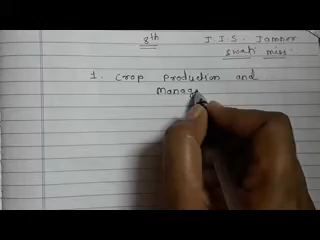 8th
I.I.S. Jamner
swati miss.
1. Crop production and
Manag